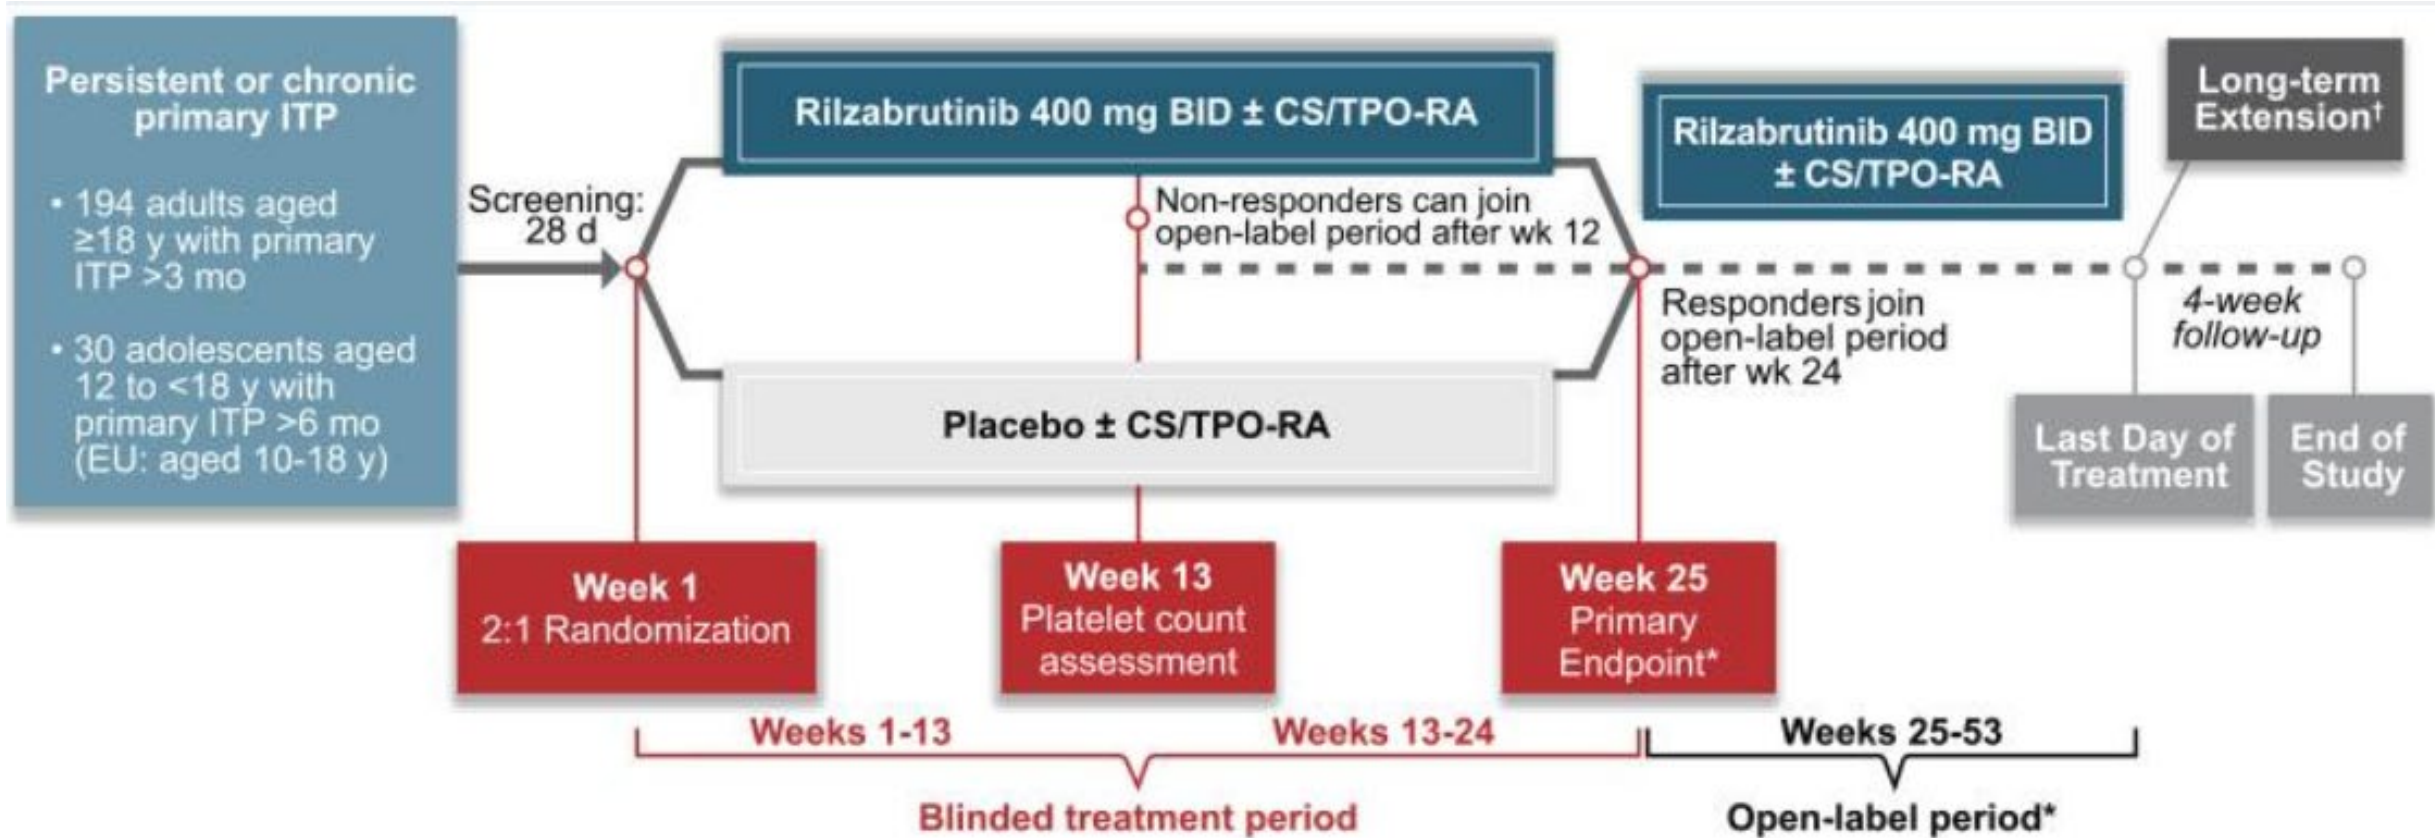 Persistent or chronic
primary ITP
• 194 adults aged
≥18 y with primary
ITP >3 mo
• 30 adolescents aged
12 to <18 y with
primary ITP >6 mo
(EU: aged 10-18 y)
Screening:
28 d
Rilzabrutinib 400 mg BID ± CS/TPO-RA
Non-responders can join
open-label period after wk 12
Placebo ± CS/TPO-RA
Rilzabrutinib 400 mg BID
± CS/TPO-RA
Responders join
open-label period
after wk 24
Long-term
Extension†
4-week
follow-up
Last Day of
Treatment
End of
Study
Week 1
2:1 Randomization
Week 13
Platelet count
assessment
Week 25
Primary
Endpoint*
Weeks 1-13
Weeks 13-24
Weeks 25-53
Blinded treatment period
Open-label period*